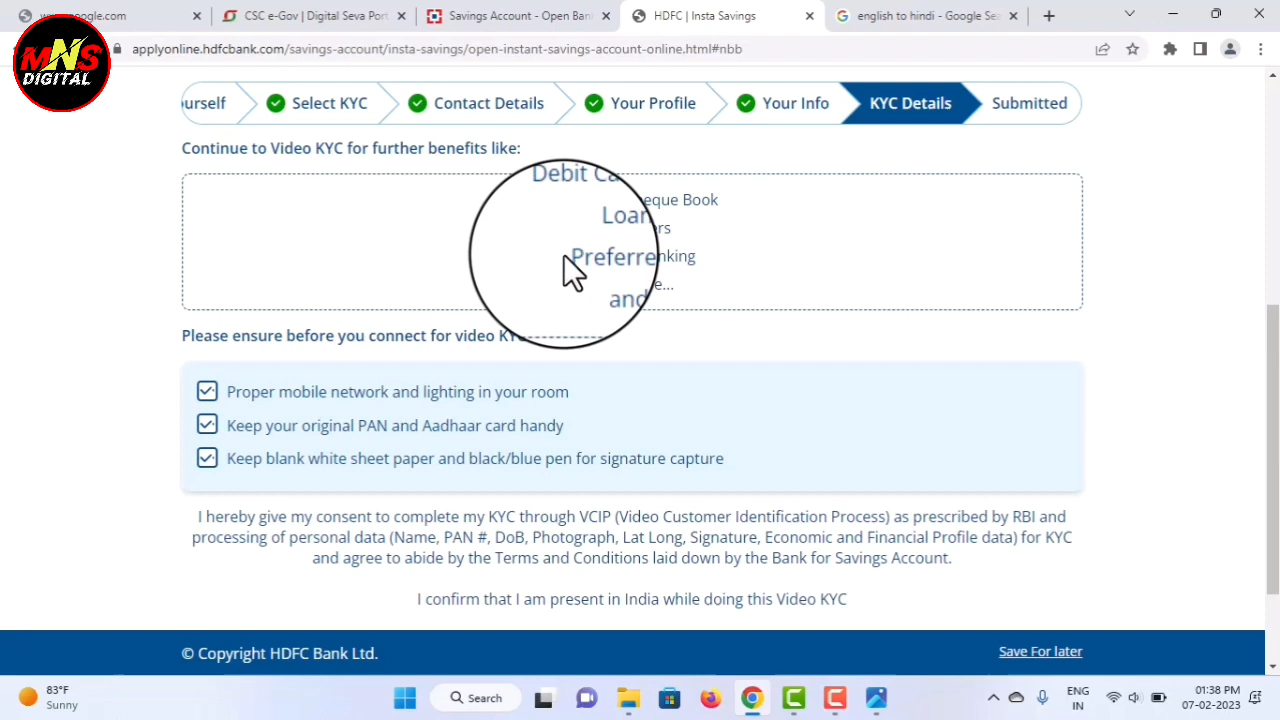 www.google.com
CSC e-Gov | Digital Seva Port
Savings Account - Open Bank
HDFC | Insta Savings
english to hindi - Google Sea
applyonline.hdfcbank.com/savings-account/insta-savings/open-instant-savings-account-online.html#nbb
MNS
DIGITAL
ourself
Select KYC
Contact Details
Your Profile
Your Info
KYC Details
Submitted
Continue to Video KYC for further benefits like:
Debit Ca
eque Book
Loan
ers
Preferre
nking
and
e...
Please ensure before you connect for video KY
Proper mobile network and lighting in your room
Keep your original PAN and Aadhaar card handy
Keep blank white sheet paper and black/blue pen for signature capture
I hereby give my consent to complete my KYC through VCIP (Video Customer Identification Process) as prescribed by RBI and
processing of personal data (Name, PAN #, DoB, Photograph, Lat Long, Signature, Economic and Financial Profile data) for KYC
and agree to abide by the Terms and Conditions laid down by the Bank for Savings Account.
I confirm that I am present in India while doing this Video KYC
© Copyright HDFC Bank Ltd.
Save For later
83°F
Sunny
Search
ENG
IN
01:38 PM
07-02-2023